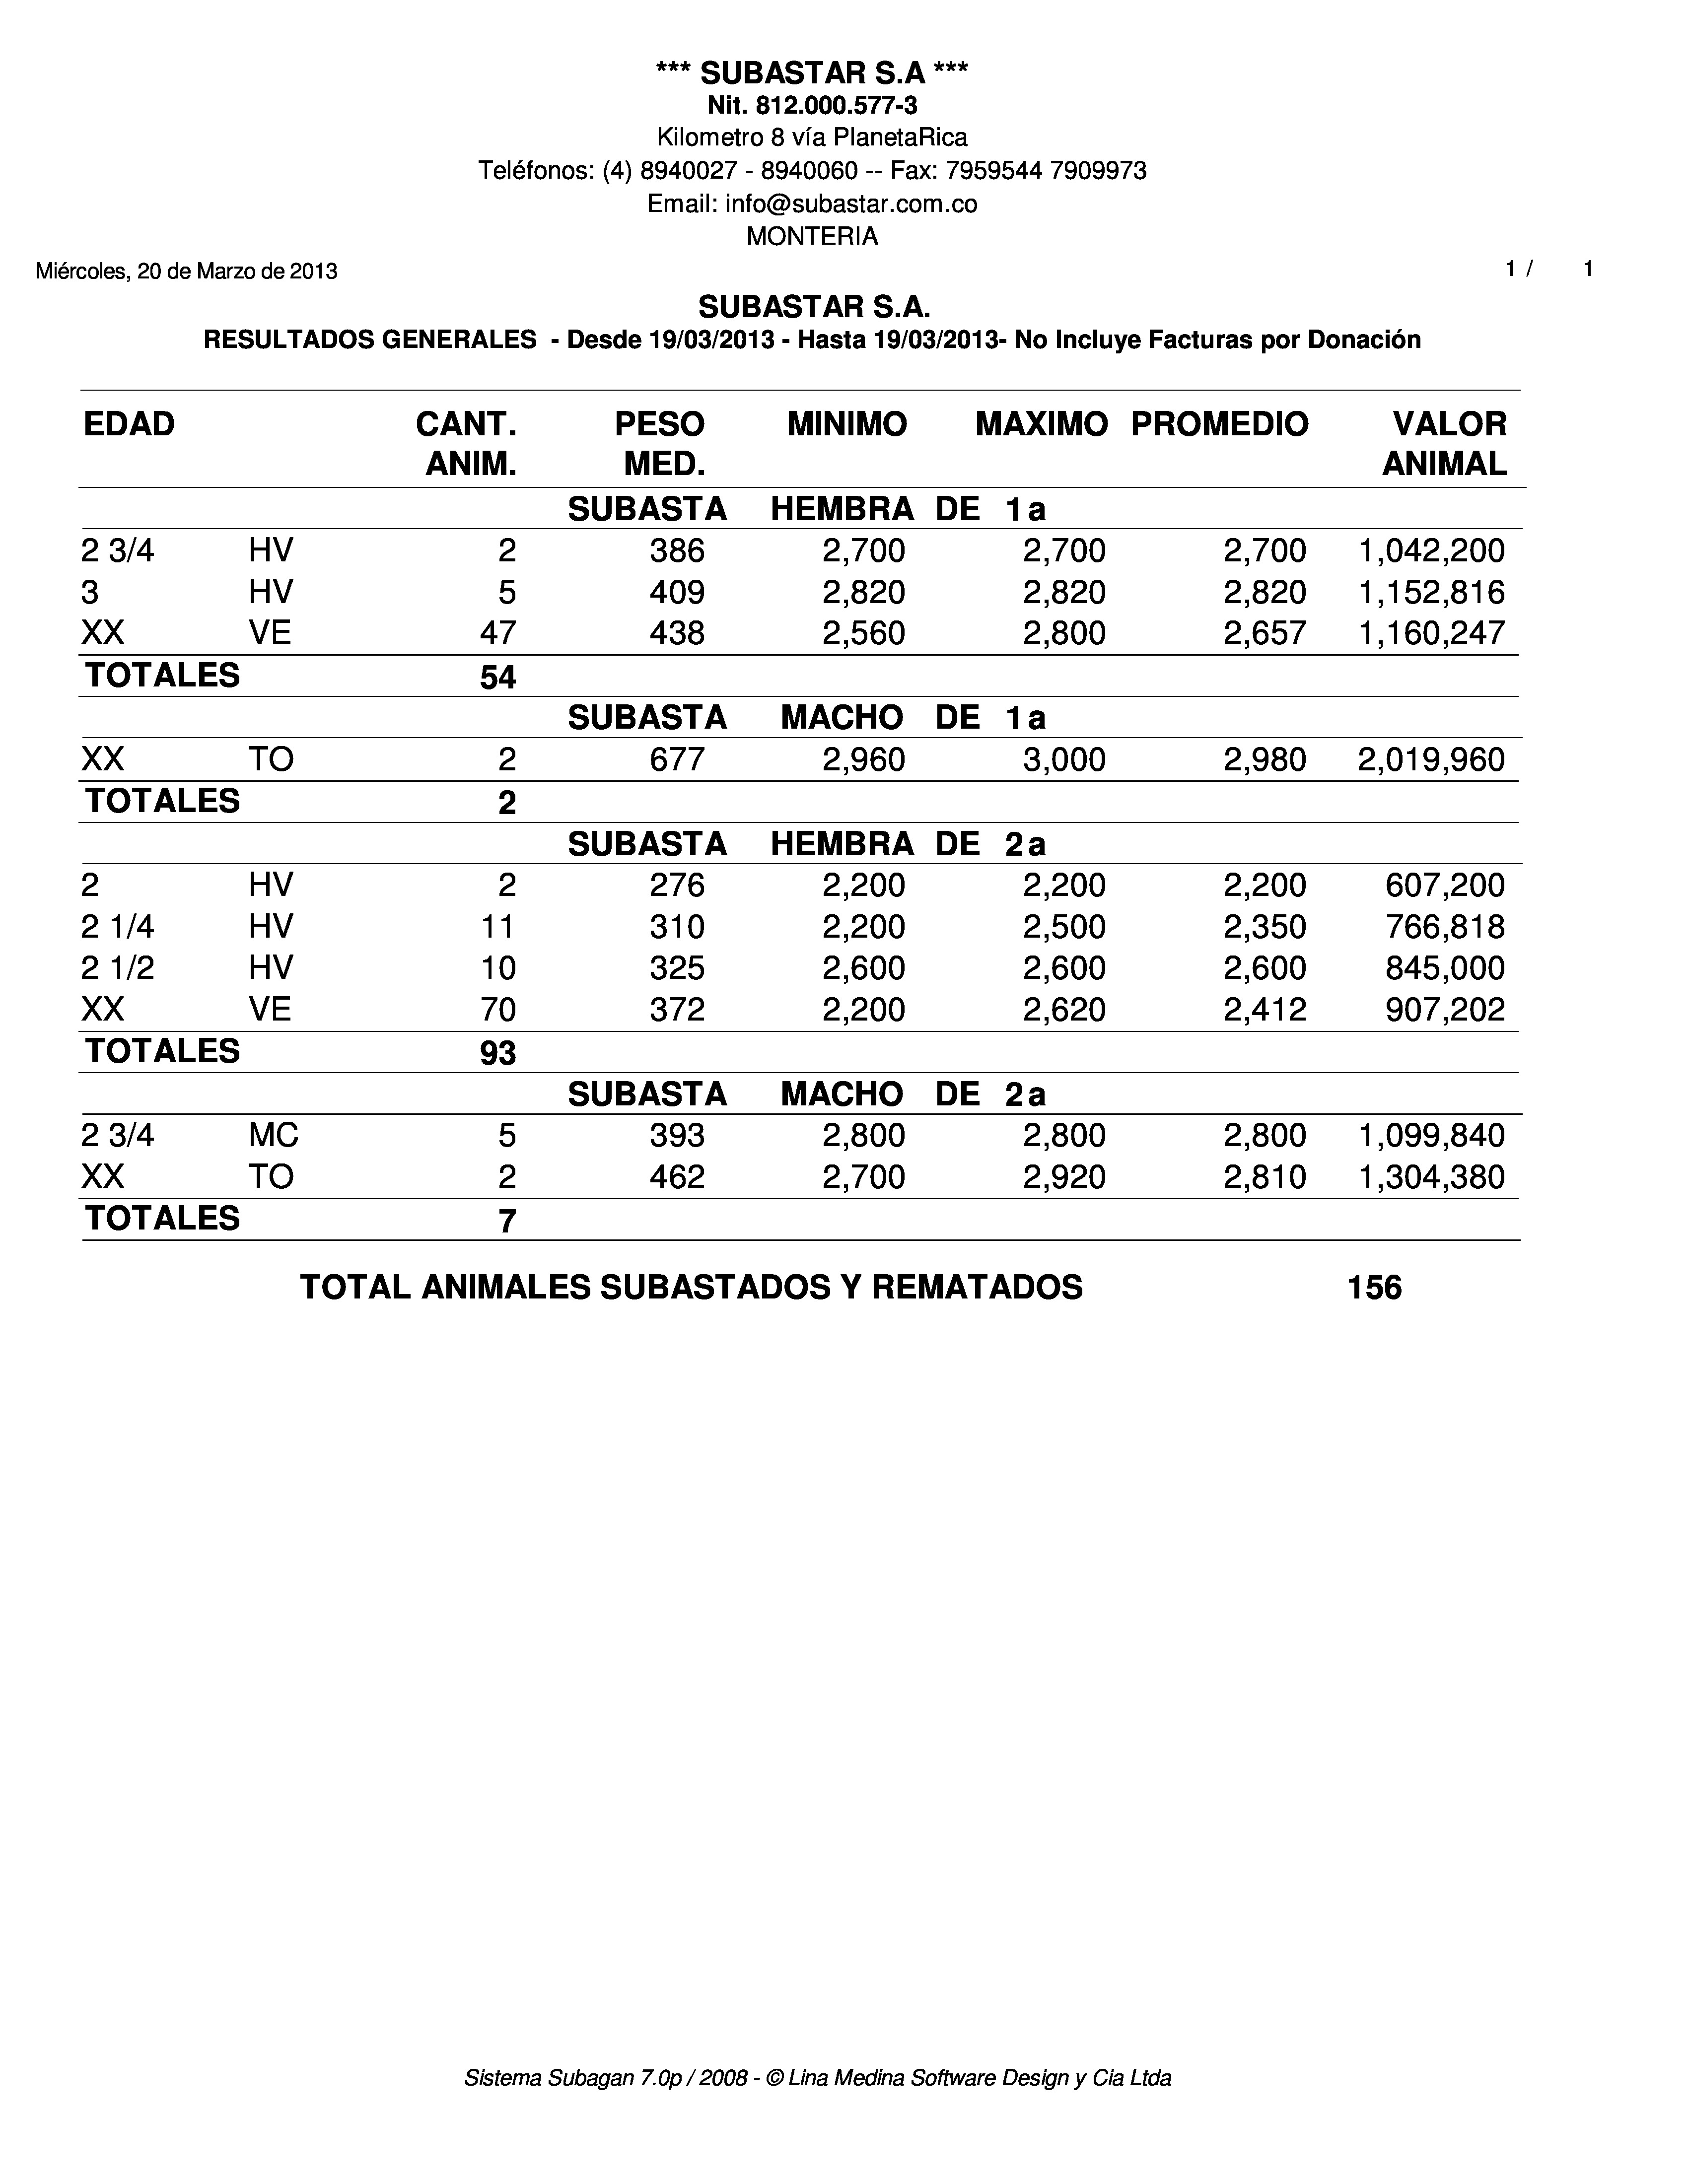 *** SUBASTAR S.A ***
Nit. 812.000.577-3
Kilometro 8 vía PlanetaRica
Teléfonos: (4) 8940027 - 8940060 -- Fax: 7959544 7909973
Email: info@subastar.com.co
MONTERIA
Miércoles, 20 de Marzo de 2013 1 / 1
SUBASTAR S.A.
RESULTADOS GENERALES - Desde 19/03/2013 - Hasta 19/03/2013- No Incluye Facturas por Donación
EDAD CANT. PESO MINIMO MAXIMO PROMEDIO VALOR
ANIM. MED. ANIMAL
SUBASTA HEMBRA DE 1a
2 3/4 HV 2 386 2,700 2,700 2,700 1,042,200
3 HV 5 409 2,820 2,820 2,820 1,152,816
XX VE 47 438 2,560 2,800 2,657 1,160,247
TOTALES 54
SUBASTA MACHO DE 1a
XX TO 2 677 2,960 3,000 2,980 2,019,960
TOTALES 2
SUBASTA HEMBRA DE 2a
2 HV 2 276 2,200 2,200 2,200 607,200
2 1/4 HV 11 310 2,200 2,500 2,350 766,818
2 1/2 HV 10 325 2,600 2,600 2,600 845,000
XX VE 70 372 2,200 2,620 2,412 907,202
TOTALES 93
SUBASTA MACHO DE 2a
2 3/4 MC 5 393 2,800 2,800 2,800 1,099,840
XX TO 2 462 2,700 2,920 2,810 1,304,380
TOTALES 7
TOTAL ANIMALES SUBASTADOS Y REMATADOS 156
Sistema Subagan 7.0p / 2008 - © Lina Medina Software Design y Cia Ltda